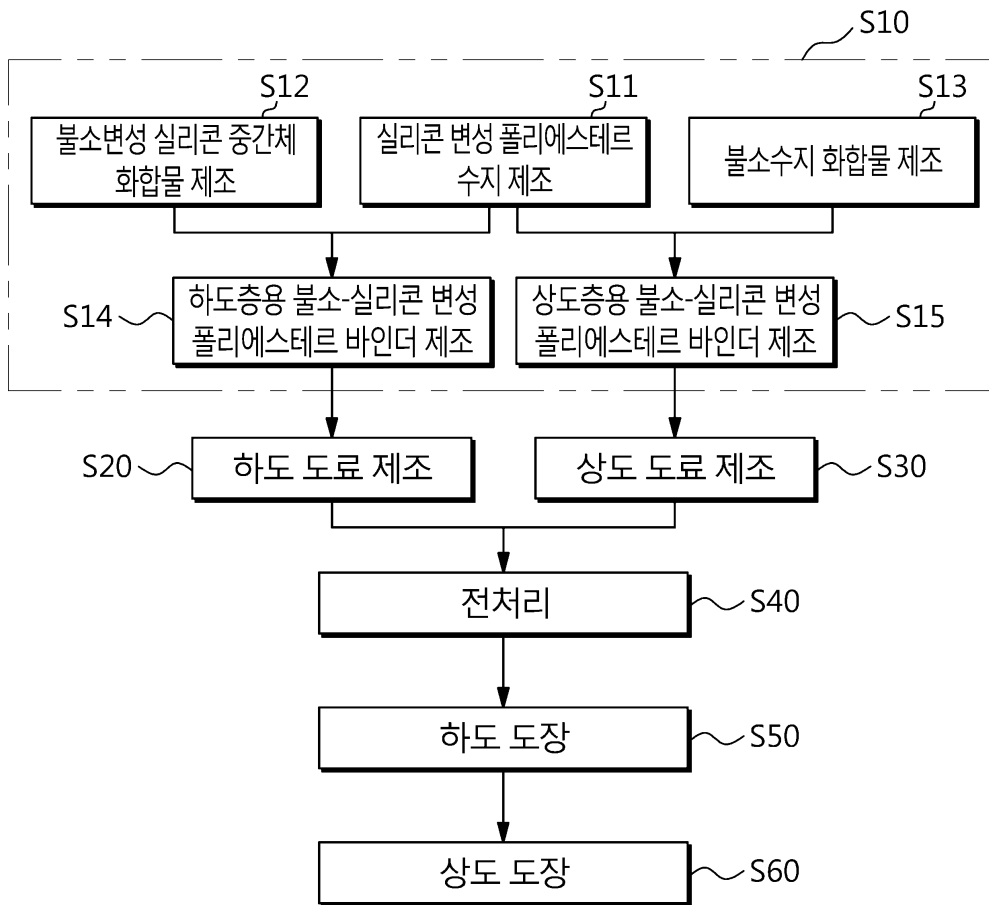 S10
S12
S11
S13
불소변성 실리콘 중간체
화합물 제조
실리콘 변성 폴리에스테르
수지 제조
불소수지 화합물 제조
S14
하도층용 불소-실리콘 변성
폴리에스테르 바인더 제조
상도층용 불소-실리콘 변성
폴리에스테르 바인더 제조
S15
S20
하도 도료 제조
상도 도료 제조
S30
전처리
S40
하도 도장
S50
상도 도장
S60